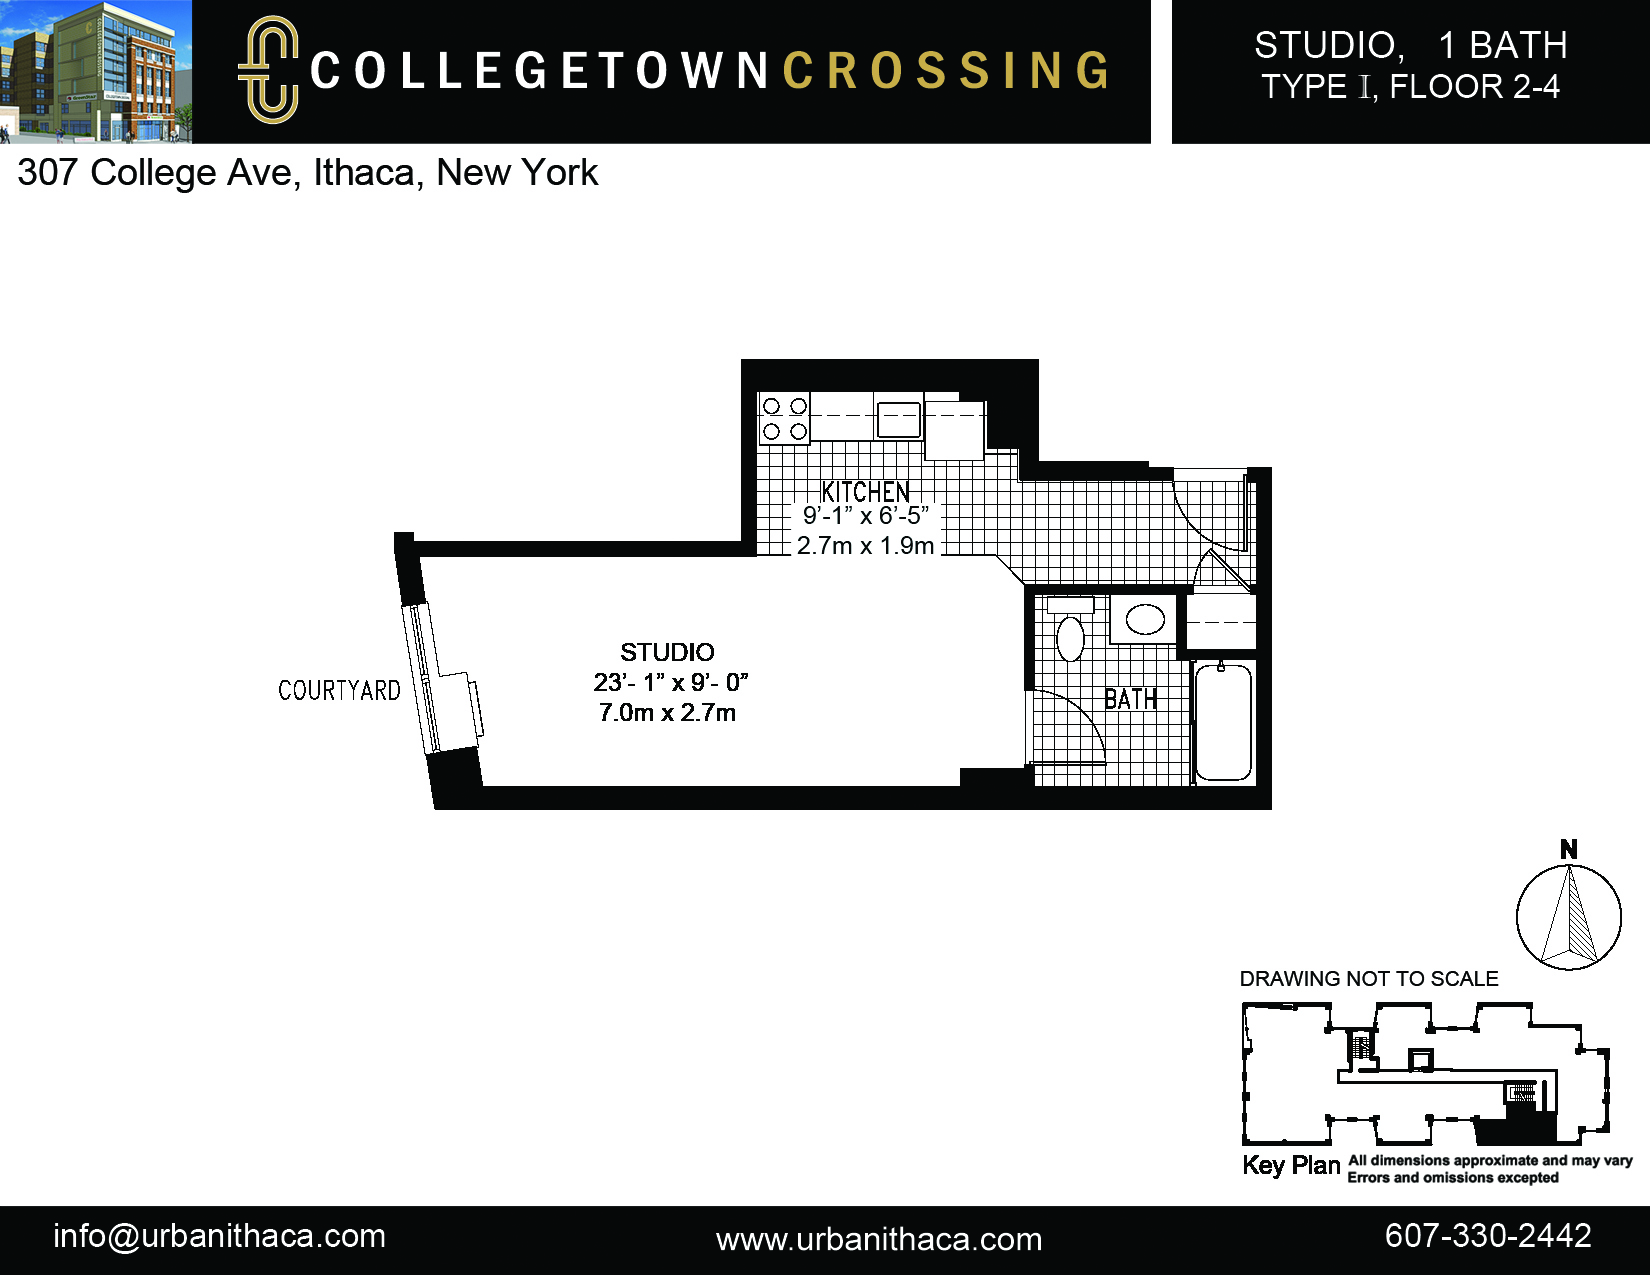 COLLEGETOWNCROSSING
STUDIO, 1 BATH
TYPE I, FLOOR 2-4
307 College Ave, Ithaca, New York
KITCHEN
9’-1” x 6’-5”
2.7m x 1.9m
STUDIO
23’- 1” x 9’- 0”
7.0m x 2.7m
COURTYARD
BATH
N
DRAWING NOT TO SCALE
Key Plan
All dimensions approximate and may vary
Errors and omissions excepted
info@urbanithaca.com
www.urbanithaca.com
607-330-2442